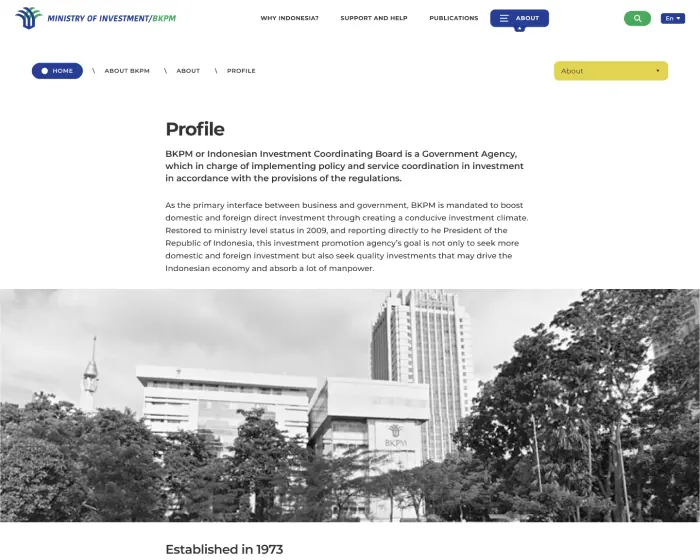 MINISTRY OF INVESTMENT/BKPM
WHY INDONESIA?
SUPPORT AND HELP
PUBLICATIONS
ABOUT
En
HOME \ ABOUT BKPM \ ABOUT \ PROFILE
About
Profile
BKPM or Indonesian Investment Coordinating Board is a Government Agency,
which in charge of implementing policy and service coordination in investment
in accordance with the provisions of the regulations.
As the primary interface between business and government, BKPM is mandated to boost
domestic and foreign direct investment through creating a conducive investment climate.
Restored to ministry level status in 2009, and reporting directly to he President of the
Republic of Indonesia, this investment promotion agency's goal is not only to seek more
domestic and foreign investment but also seek quality investments that may drive the
Indonesian economy and absorb a lot of manpower.
BKPM
Established in 1973